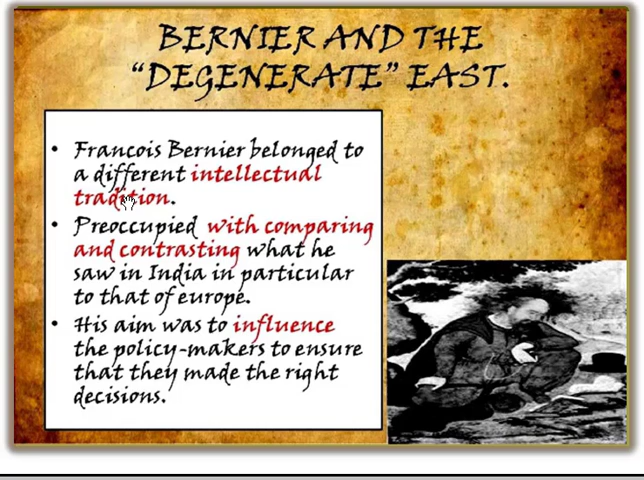 BERNIER AND THE
“DEGENERATE” EAST.
• Francois Bernier belonged to
a different intellectual
tradition.
• Preoccupied with comparing
and contrasting what he
saw in India in particular
to that of europe.
• His aim was to influence
the policy-makers to ensure
that they made the right
decisions.